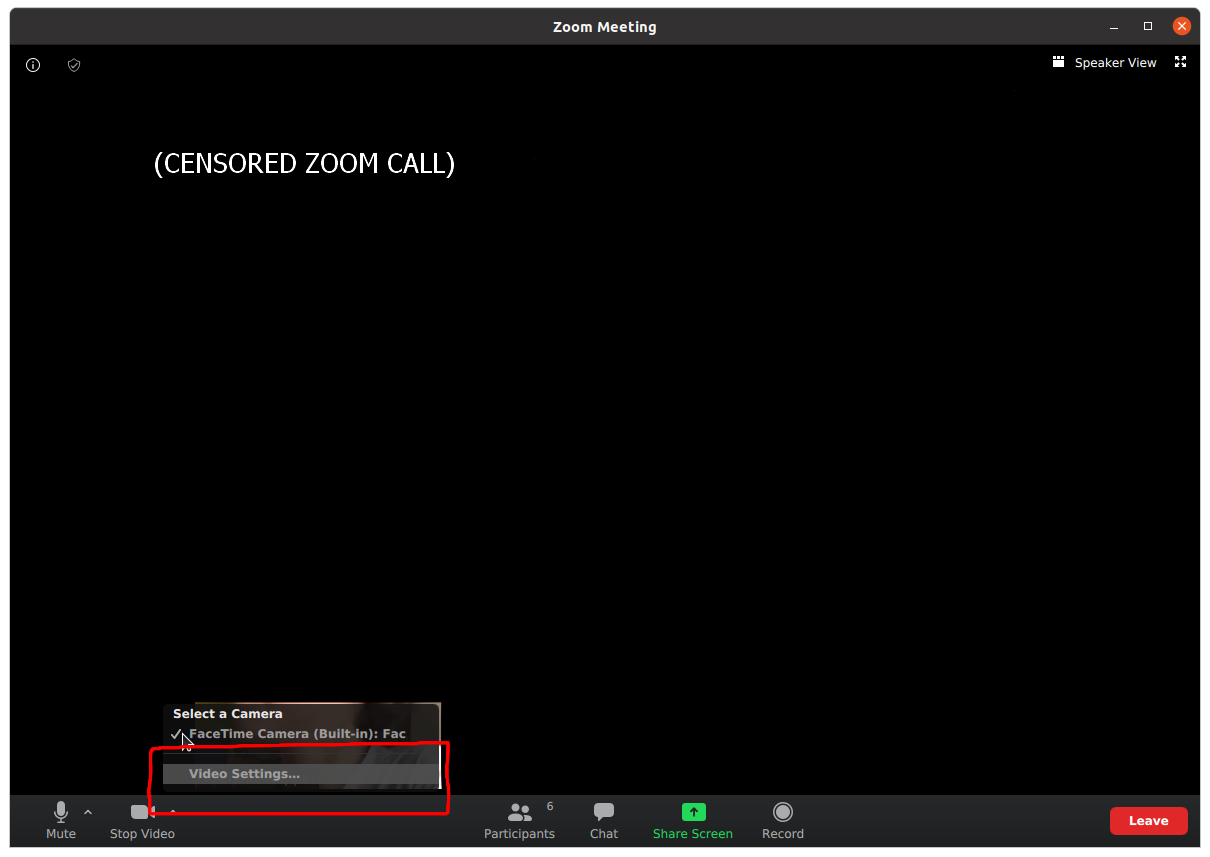 Zoom Meeting
Speaker View
(CENSORED ZOOM CALL)
Select a Camera
FaceTime Camera (Built-in): Fac
Video Settings...
6
Mute
Stop Video
Participants
Chat
Share Screen
Record
Leave